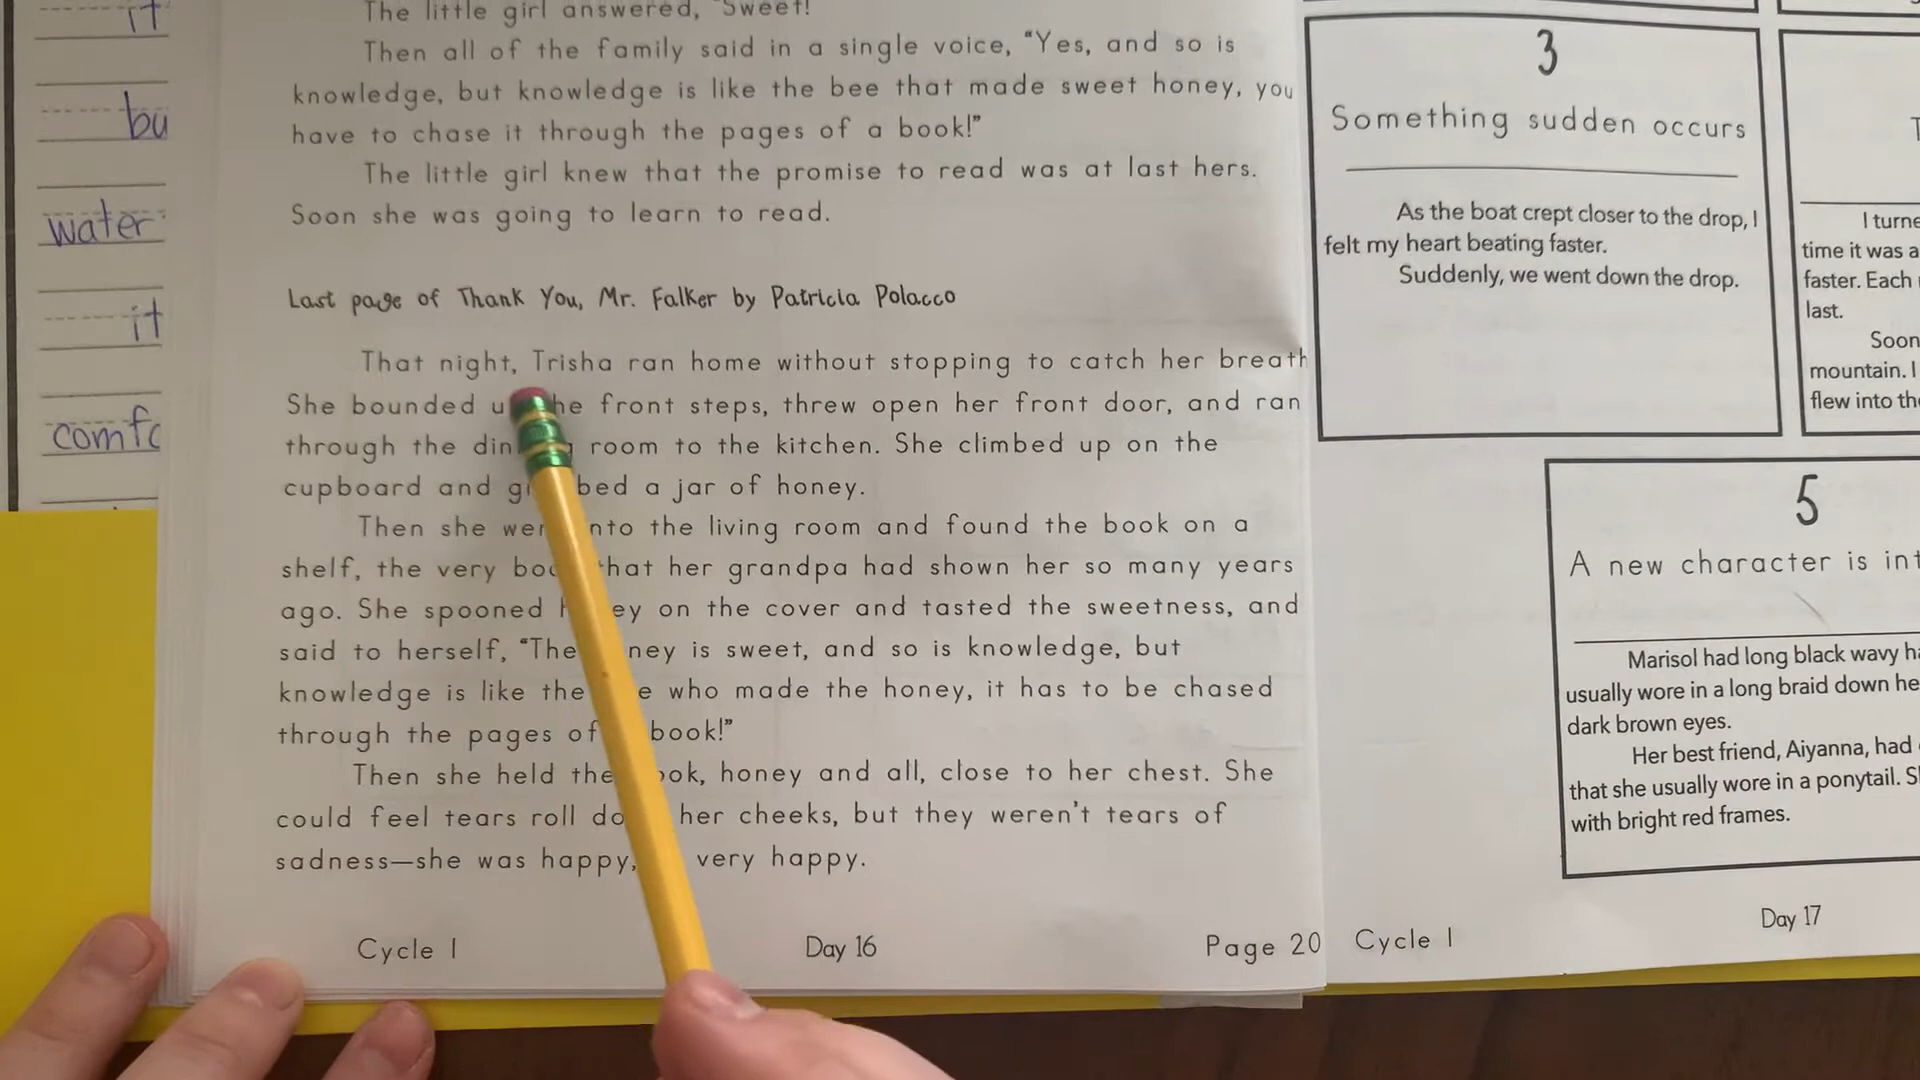 it
bu
water
it
comfo
The little girl answered, "Sweet!
Then all of the family said in a single voice, "Yes, and so is
knowledge, but knowledge is like the bee that made sweet honey, you
have to chase it through the pages of a book!"
The little girl knew that the promise to read was at last hers.
Soon she was going to learn to read.
Last page of Thank You, Mr. Falker by Patricia Polacco
That night, Trisha ran home without stopping to catch her breath
She bounded u he front steps, threw open her front door, and ran
through the din g room to the kitchen. She climbed up on the
cupboard and g bed a jar of honey.
Then she wen nto the living room and found the book on a
shelf, the very boo hat her grandpa had shown her so many years
ago. She spooned h ey on the cover and tasted the sweetness, and
said to herself, "The ney is sweet, and so is knowledge, but
knowledge is like the e who made the honey, it has to be chased
through the pages of book!"
Then she held the ok, honey and all, close to her chest. She
could feel tears roll do her cheeks, but they weren't tears of
sadness—she was happy, very happy.
Cycle 1
Day 16
Page 20
3
Something sudden occurs
As the boat crept closer to the drop, I
felt my heart beating faster.
Suddenly, we went down the drop.
T
I turne
time it was a
faster. Each
last.
Soon
mountain. I
flew into th
5
A new character is int
Marisol had long black wavy ha
usually wore in a long braid down he
dark brown eyes.
Her best friend, Aiyanna, had
that she usually wore in a ponytail. S
with bright red frames.
Cycle 1
Day 17